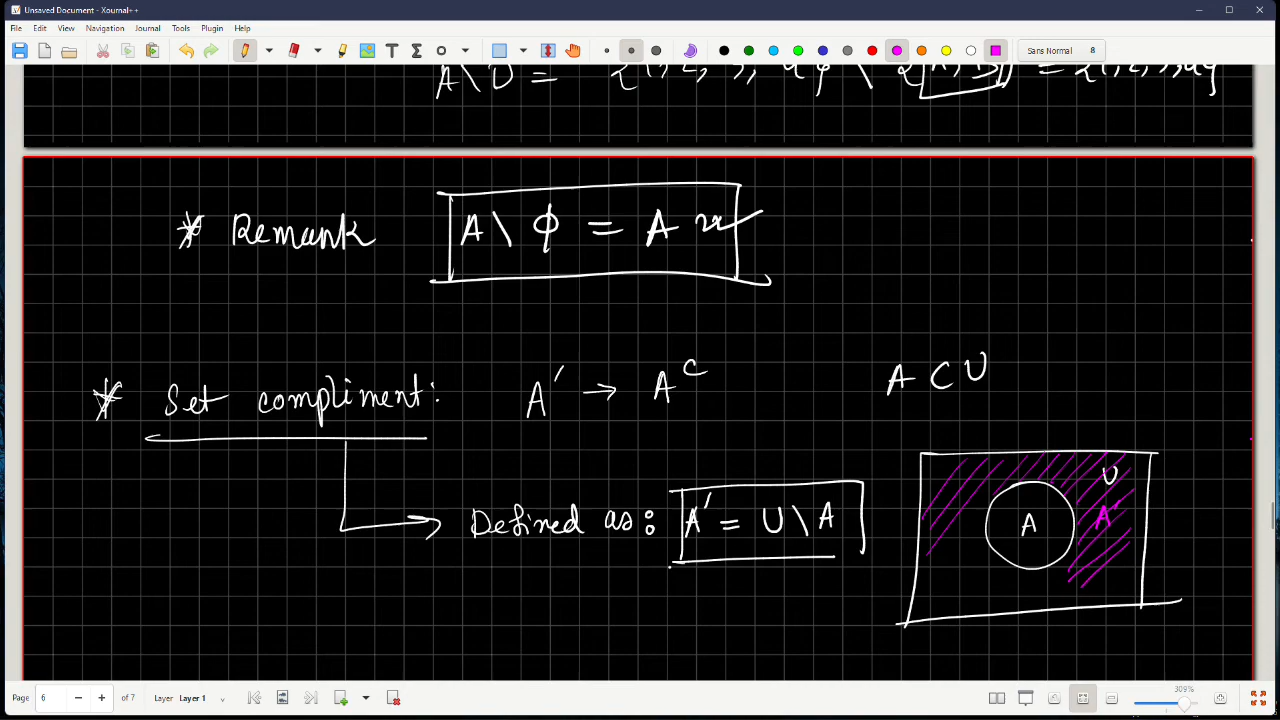 Unsaved Document - Xournal++
File Edit View Navigation Journal Tools Plugin Help
Sans Normal 8
* Remark A \ ϕ = A
* Set compliment: A′ → A^C A ⊂ U
U
Defined as: A′ = U \ A A A′
Page 6 of 7 Layer Layer 1 309%